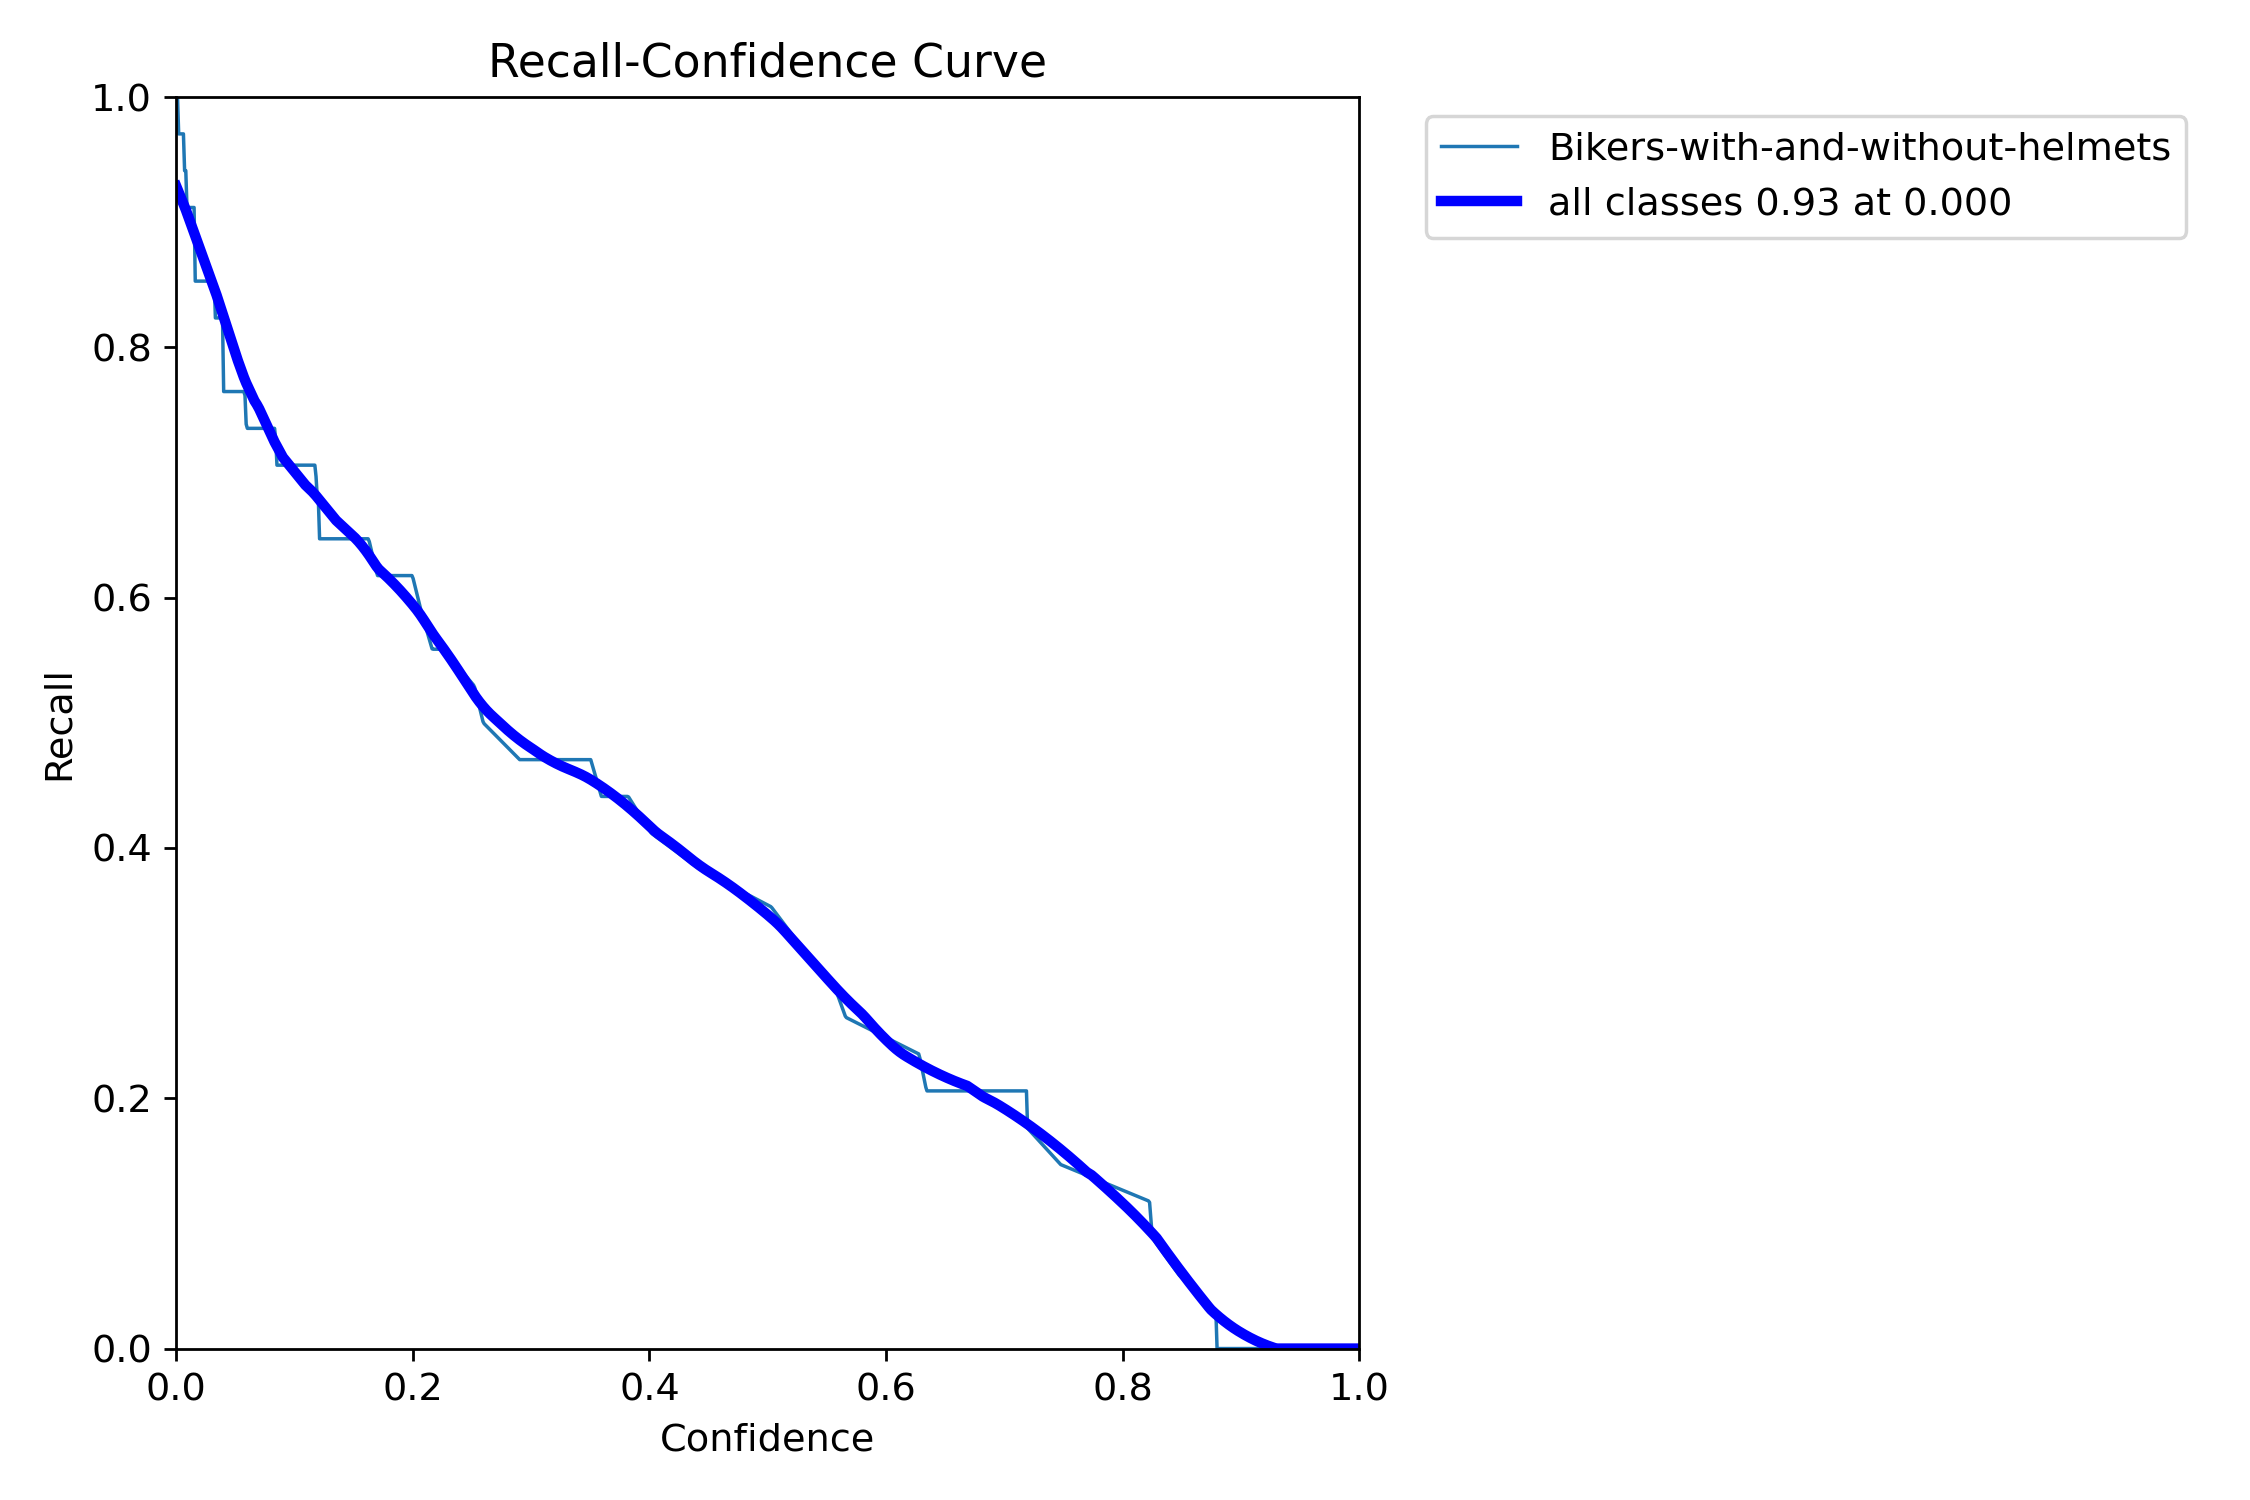 Recall-Confidence Curve
Bikers-with-and-without-helmets
all classes 0.93 at 0.000
1.0
0.8
0.6
0.4
0.2
0.0
Recall
0.0 0.2 0.4 0.6 0.8 1.0
Confidence